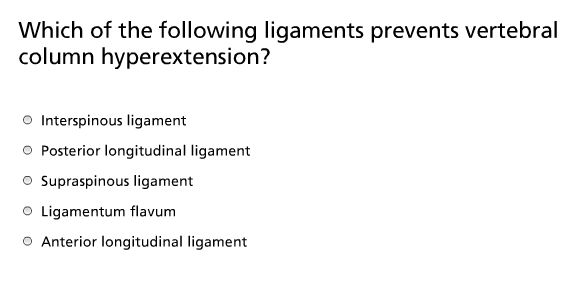 Which of the following ligaments prevents vertebral
column hyperextension?
Interspinous ligament
Posterior longitudinal ligament
Supraspinous ligament
Ligamentum flavum
Anterior longitudinal ligament